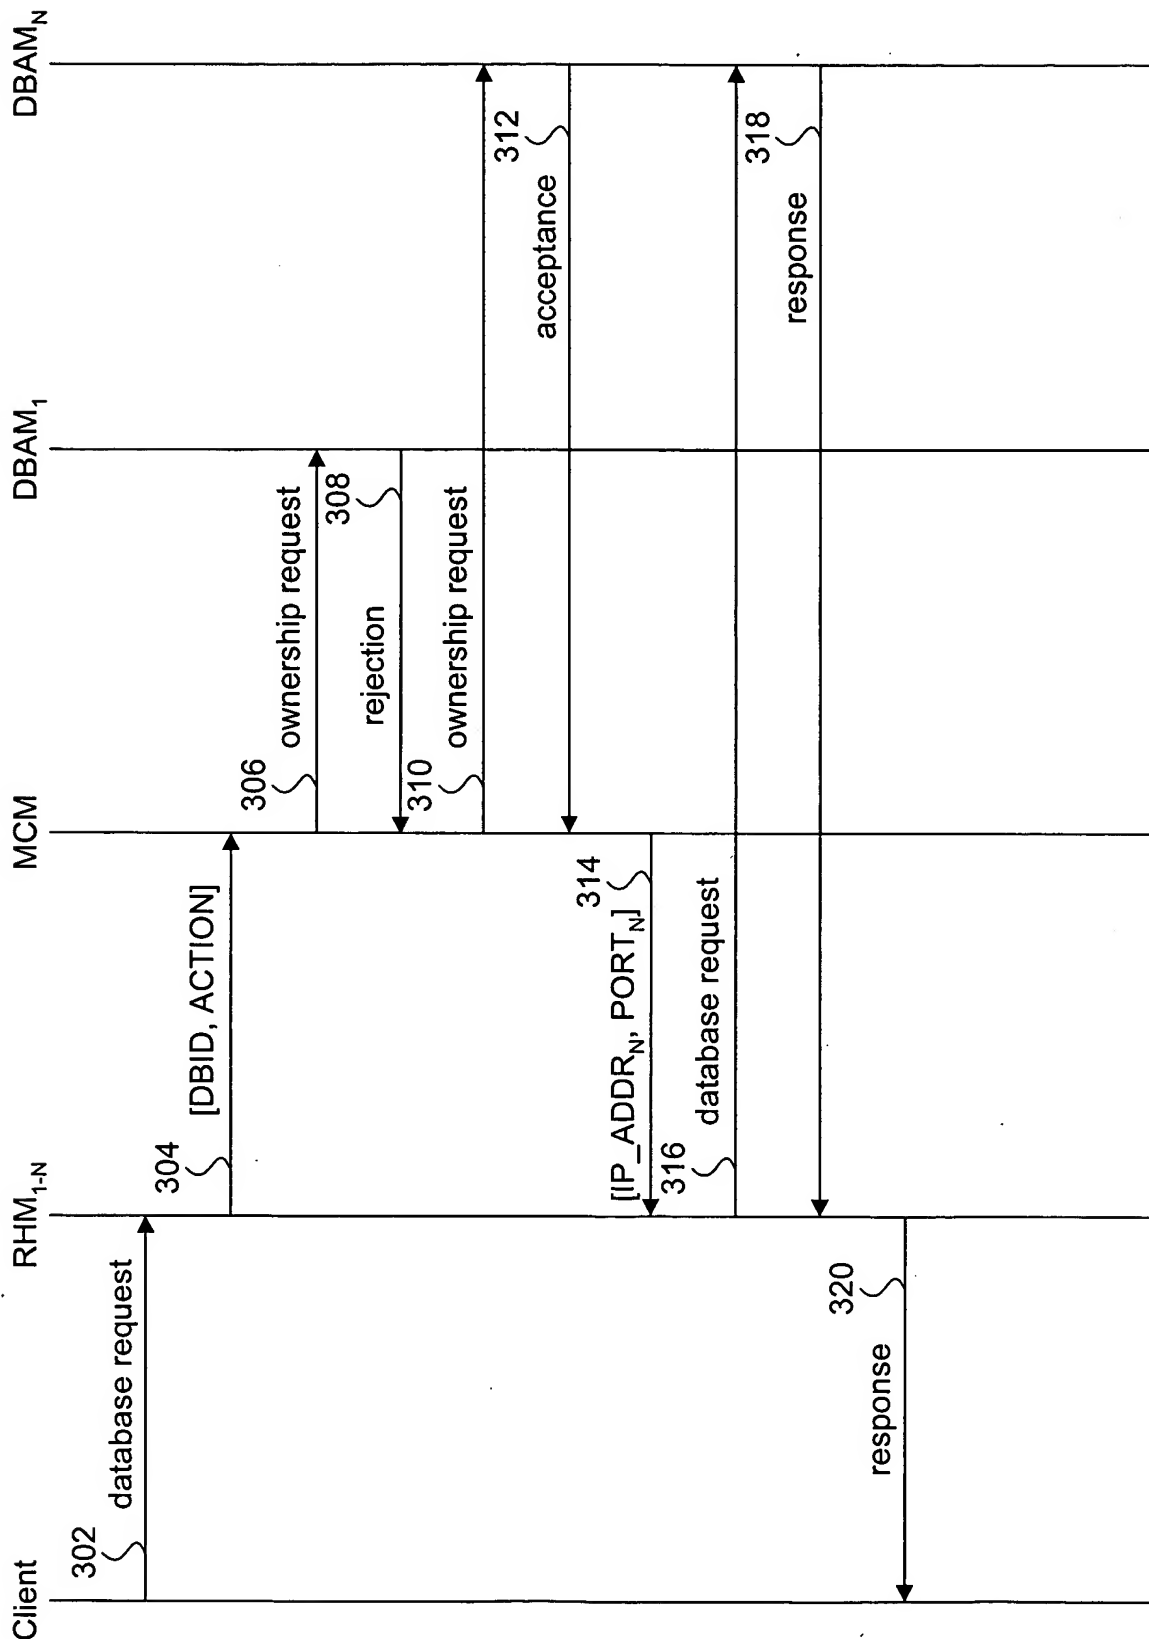 Client
RHM1-N
MCM
DBAM1
DBAMN
302
database request
304
[DBID, ACTION]
306
ownership request
308
rejection
310
ownership request
312
acceptance
314
[IP_ADDRN, PORTN]
316
database request
318
response
320
response